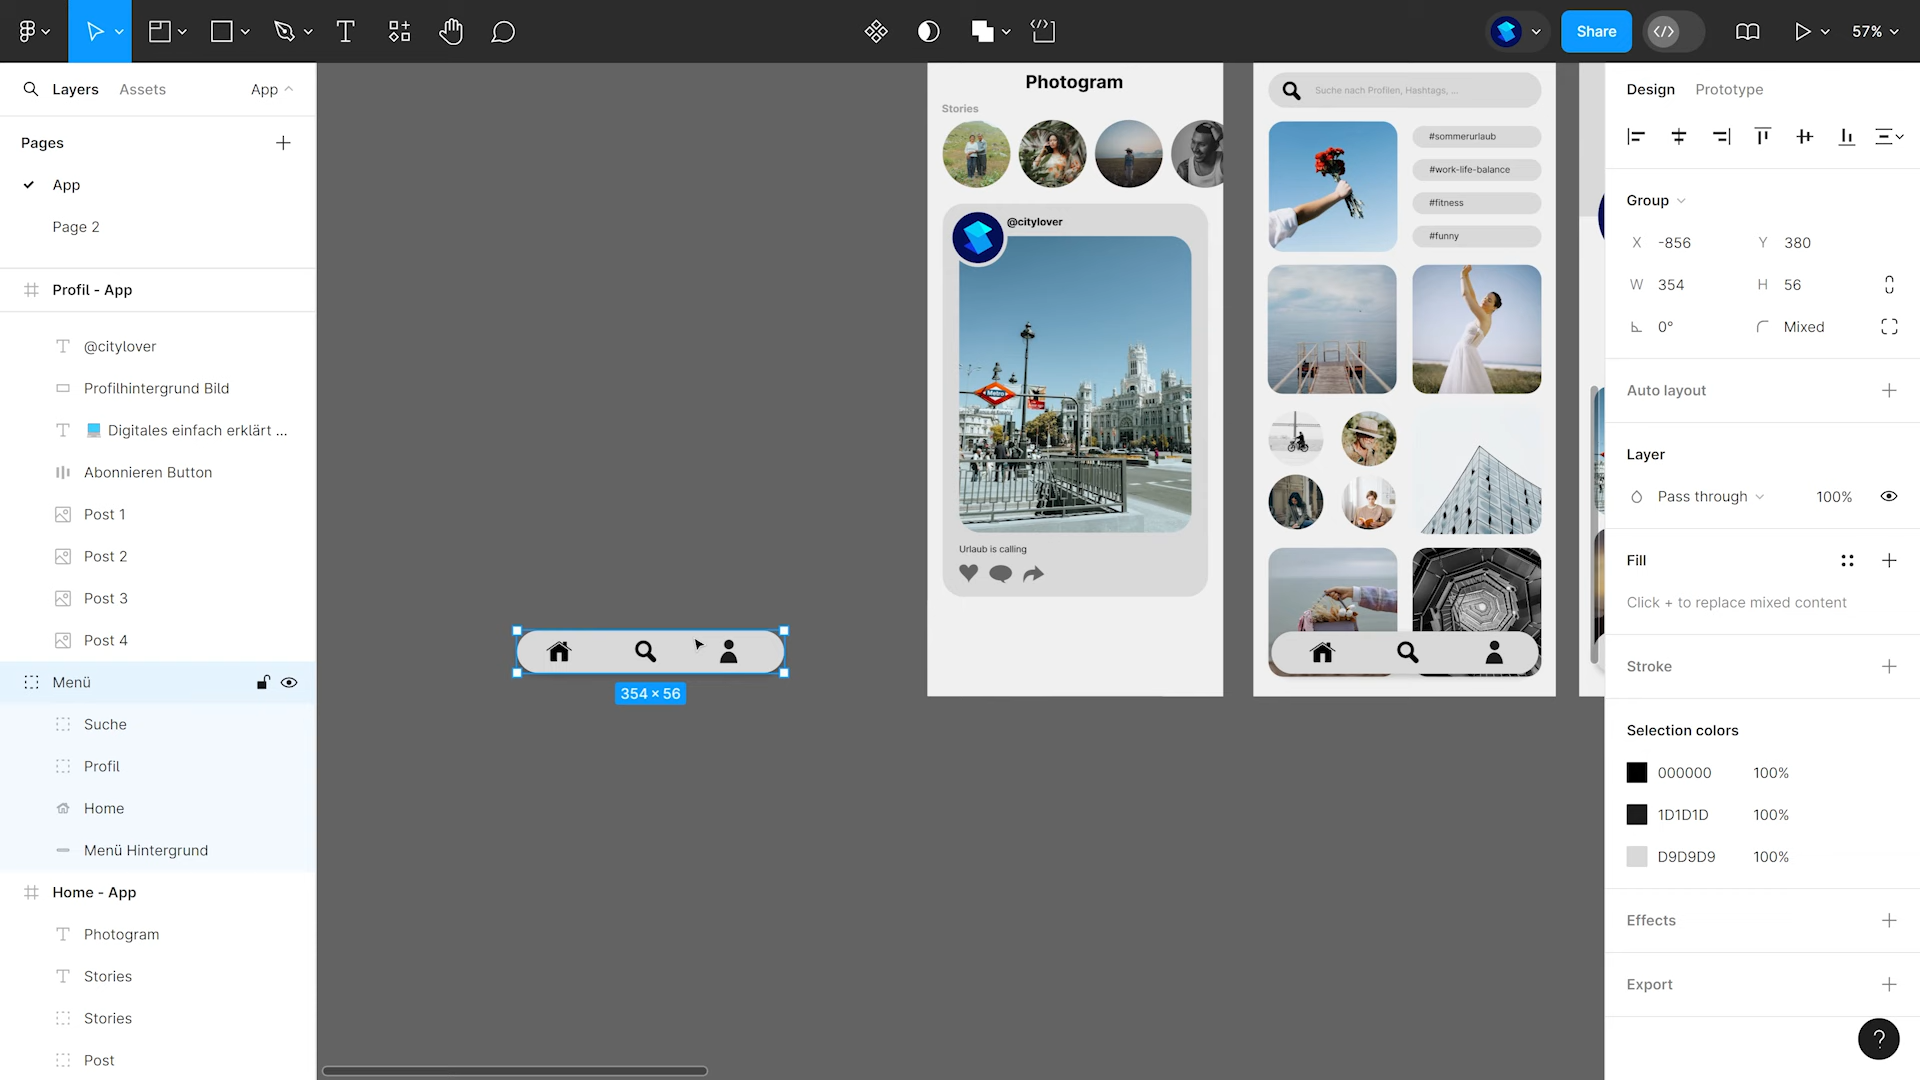 Share
57%
Layers
Assets
App
Pages
App
Page 2
Profil - App
@citylover
Profilhintergrund Bild
Digitales einfach erklärt ...
Abonnieren Button
Post 1
Post 2
Post 3
Post 4
Menü
Suche
Profil
Home
Menü Hintergrund
Home - App
Photogram
Stories
Stories
Post
354 × 56
Photogram
Stories
@citylover
Metro
Urlaub is calling
Suche nach Profilen, Hashtags, ...
#sommerurlaub
#work-life-balance
#fitness
#funny
Design
Prototype
Group
X -856
Y 380
W 354
H 56
0°
Mixed
Auto layout
Layer
Pass through
100%
Fill
Click + to replace mixed content
Stroke
Selection colors
000000 100%
1D1D1D 100%
D9D9D9 100%
Effects
Export
?